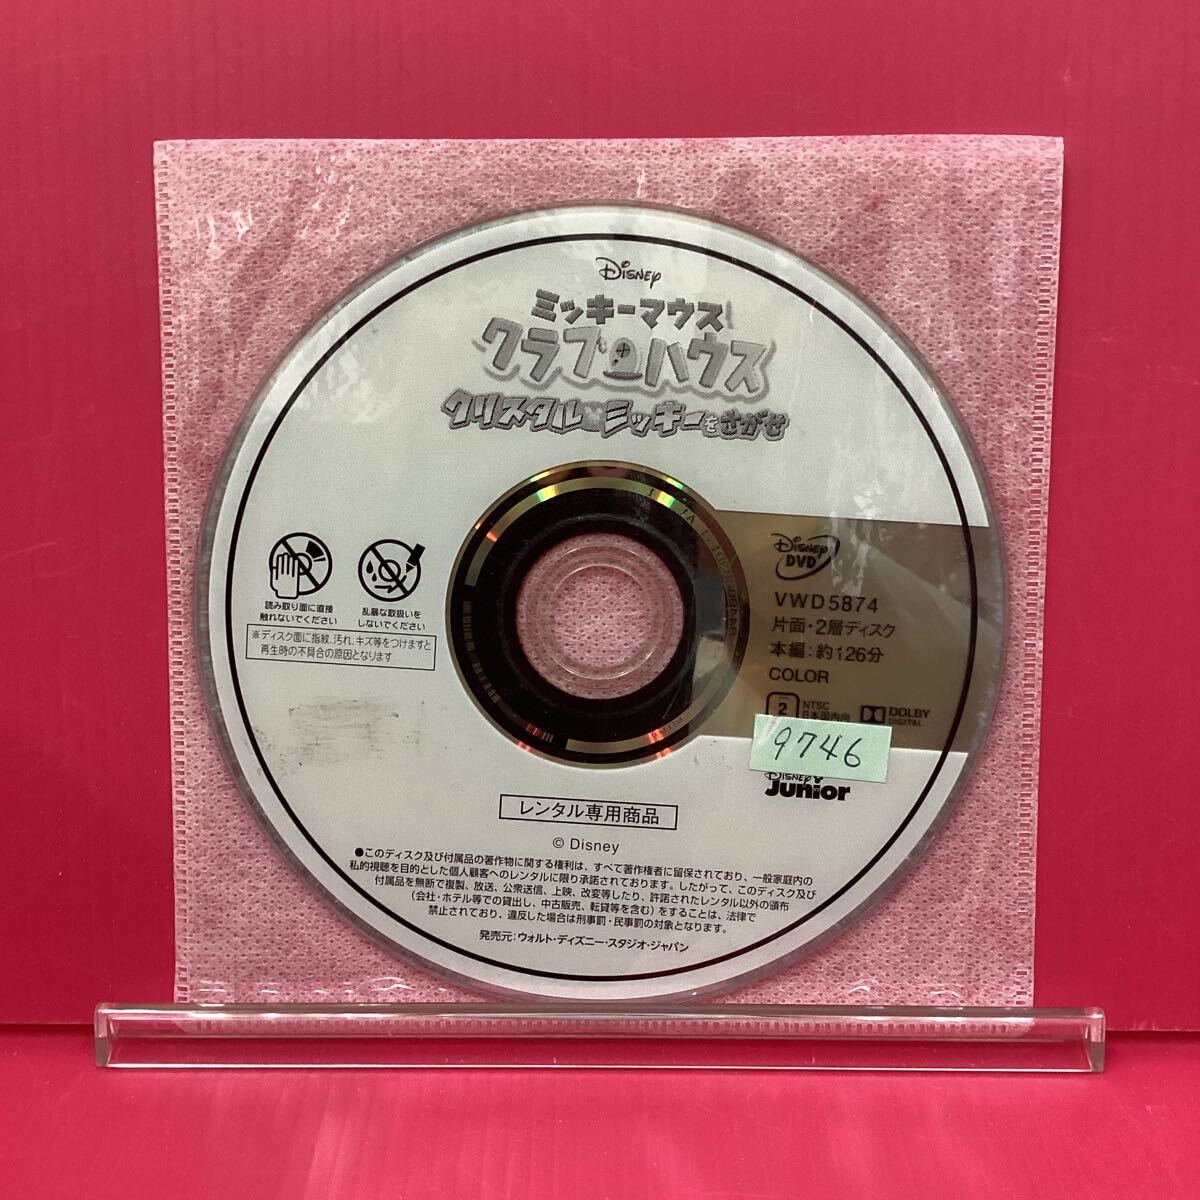 Disney
ミッキーマウス
クラブハウス
クリスタル・ミッキーをさがせ
Disney
DVD
VWD5874
片面・2層ディスク
本編:約126分
COLOR
2
NTSC
日本国内向
DOLBY
DIGITAL
9746
Disney
Junior
読み取り面に直接
触れないでください
乱暴な取扱いを
しないでください
※ディスク面に指紋、汚れ、キズ等をつけますと
再生時の不具合の原因となります
レンタル専用商品
© Disney
●このディスク及び付属品の著作物に関する権利は、すべて著作権者に留保されており、一般家庭内の
私的視聴を目的とした個人顧客へのレンタルに限り承諾されております。したがって、このディスク及び
付属品を無断で複製、放送、公衆送信、上映、改変等したり、許諾されたレンタル以外の頒布
(会社・ホテル等での貸出し、中古販売、転貸等を含む)をすることは、法律で
禁止されており、違反した場合は刑事罰・民事罰の対象となります。
発売元:ウォルト・ディズニー・スタジオ・ジャパン